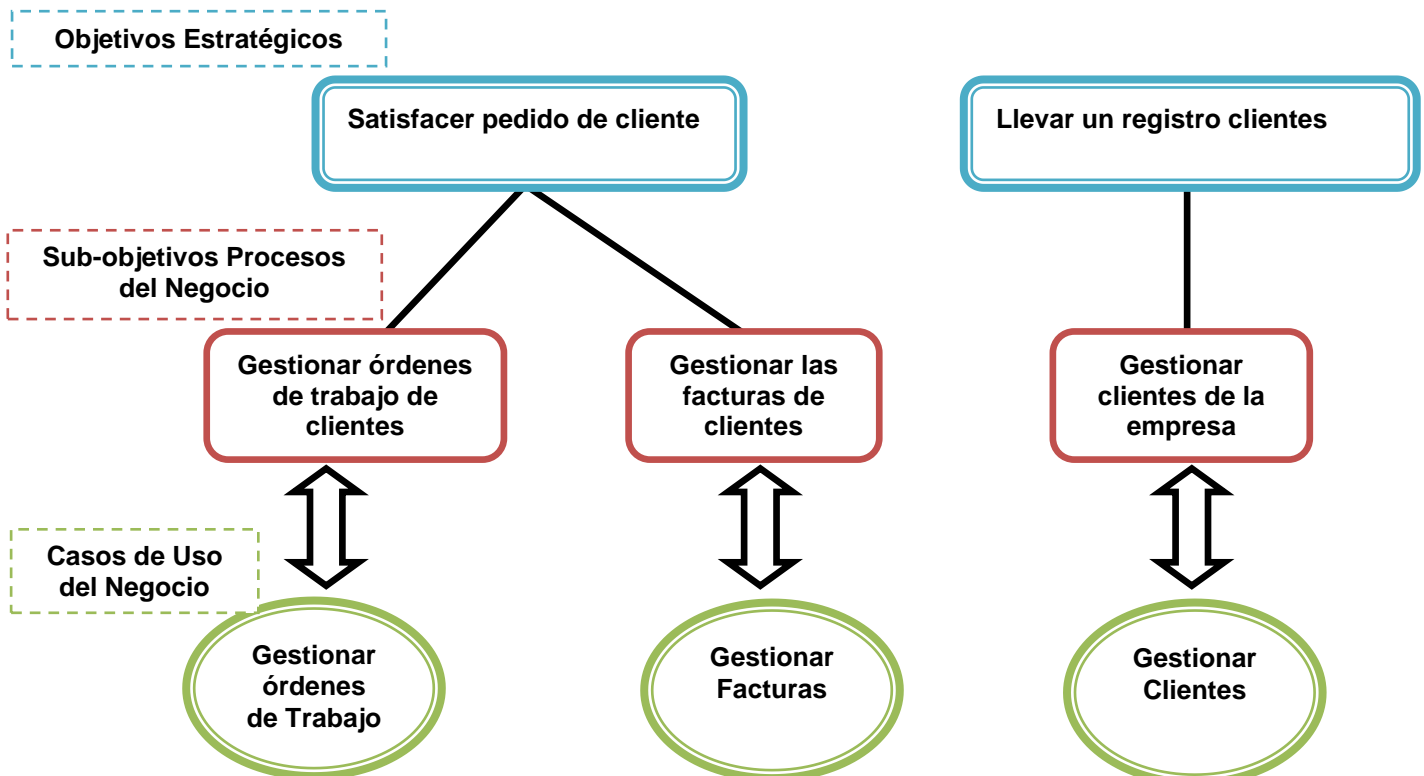 Objetivos Estratégicos
Satisfacer pedido de cliente
Llevar un registro clientes
Sub-objetivos Procesos
del Negocio
Gestionar órdenes
de trabajo de
clientes
Gestionar las
facturas de
clientes
Gestionar
clientes de la
empresa
Casos de Uso
del Negocio
Gestionar
órdenes
de Trabajo
Gestionar
Facturas
Gestionar
Clientes